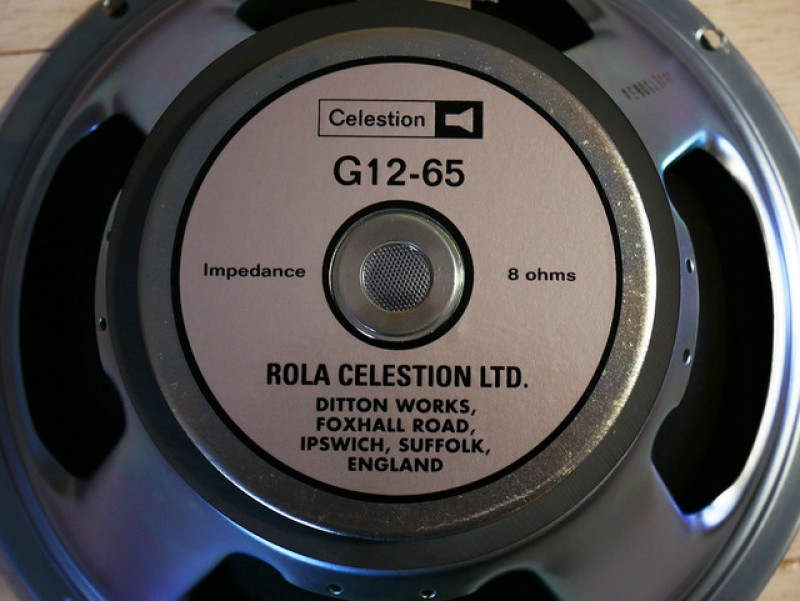 Celestion
G12-65
Impedance 8 ohms
ROLA CELESTION LTD.
DITTON WORKS,
FOXHALL ROAD,
IPSWICH, SUFFOLK,
ENGLAND